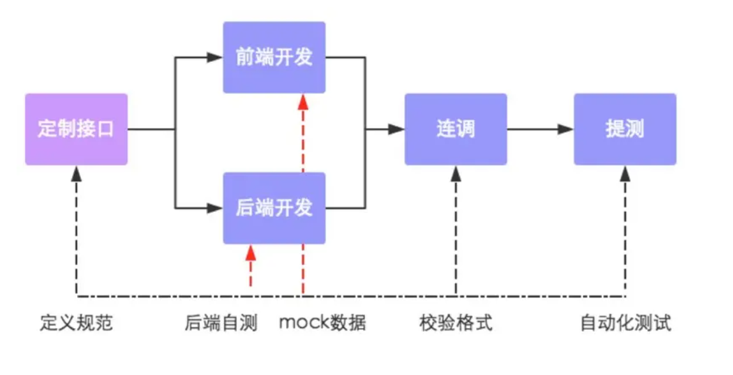 前端开发
定制接口
连调
提测
后端开发
定义规范
后端自测
mock数据
校验格式
自动化测试